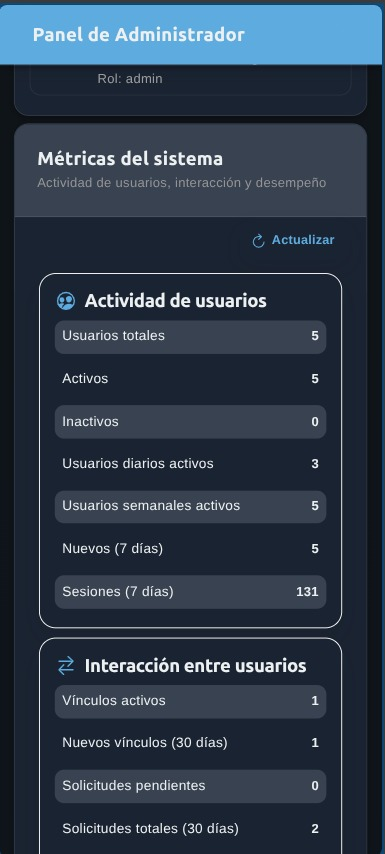 Panel de Administrador
Rol: admin
Métricas del sistema
Actividad de usuarios, interacción y desempeño
Actualizar
Actividad de usuarios
Usuarios totales 5
Activos 5
Inactivos 0
Usuarios diarios activos 3
Usuarios semanales activos 5
Nuevos (7 días) 5
Sesiones (7 días) 131
Interacción entre usuarios
Vínculos activos 1
Nuevos vínculos (30 días) 1
Solicitudes pendientes 0
Solicitudes totales (30 días) 2